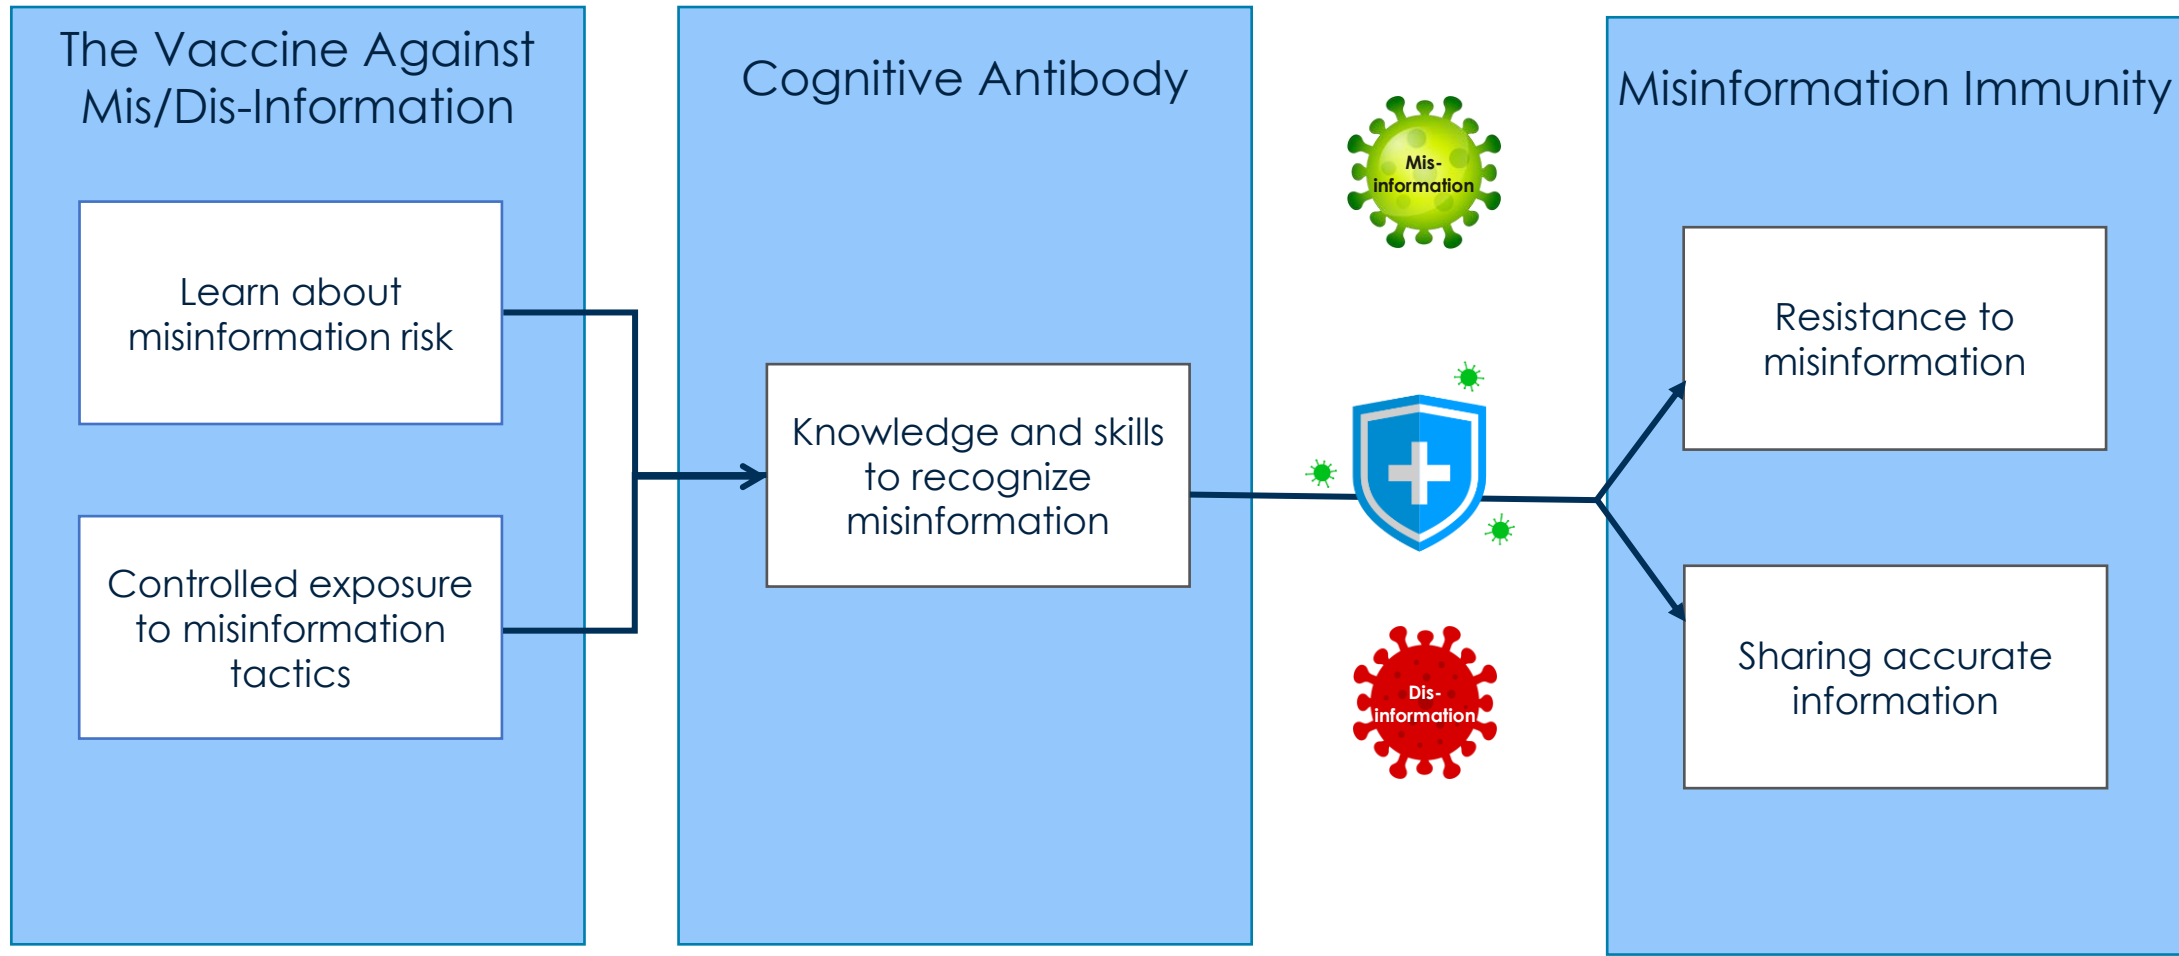 The Vaccine Against
Mis/Dis-Information
Learn about
misinformation risk
Controlled exposure
to misinformation
tactics
Cognitive Antibody
Knowledge and skills
to recognize
misinformation
Mis-
information
Dis-
information
Misinformation Immunity
Resistance to
misinformation
Sharing accurate
information